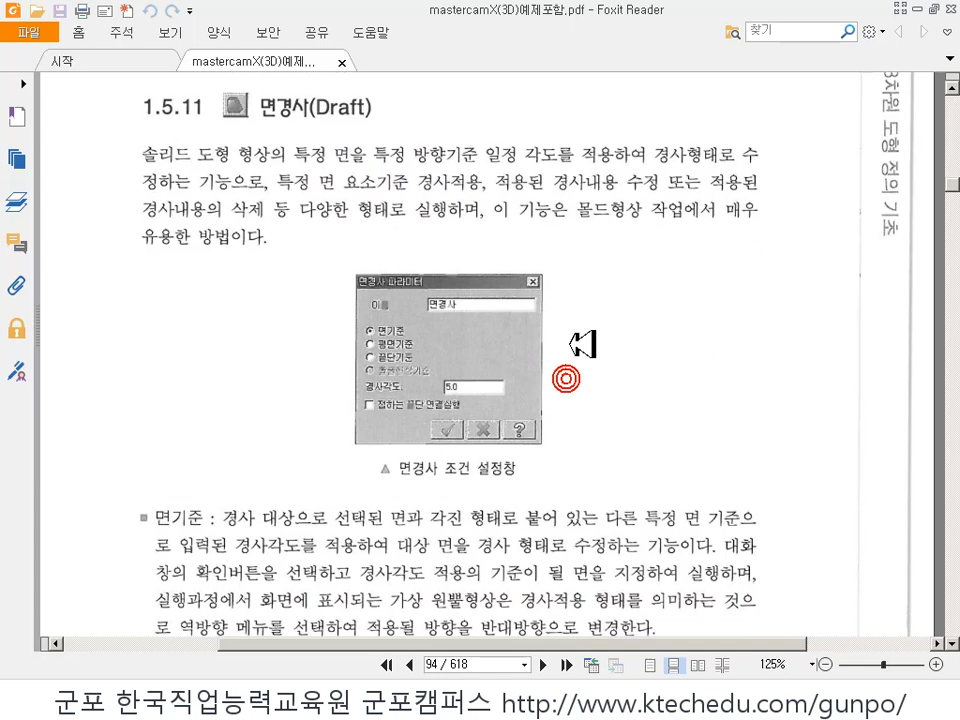 mastercamX(3D)예제포함.pdf - Foxit Reader
파일 홈 주석 보기 양식 보안 공유 도움말
찾기
시작 mastercamX(3D)예제...
1.5.11 면경사(Draft)
솔리드 도형 형상의 특정 면을 특정 방향기준 일정 각도를 적용하여 경사형태로 수
정하는 기능으로, 특정 면 요소기준 경사적용, 적용된 경사내용 수정 또는 적용된
경사내용의 삭제 등 다양한 형태로 실행하며, 이 기능은 몰드형상 작업에서 매우
유용한 방법이다.
3차원 도형 정의 기초
면경사 파라미터
이름 면경사
면기준
평면기준
끝단기준
경사각도: 5.0
접하는 끝단 연결실행
▲ 면경사 조건 설정창
■ 면기준 : 경사 대상으로 선택된 면과 각진 형태로 붙어 있는 다른 특정 면 기준으
로 입력된 경사각도를 적용하여 대상 면을 경사 형태로 수정하는 기능이다. 대화
창의 확인버튼을 선택하고 경사각도 적용의 기준이 될 면을 지정하여 실행하며,
실행과정에서 화면에 표시되는 가상 원뿔형상은 경사적용 형태를 의미하는 것으
로 역방향 메뉴를 선택하여 적용될 방향을 반대방향으로 변경한다.
94 / 618
125%
군포 한국직업능력교육원 군포캠퍼스 http://www.ktechedu.com/gunpo/